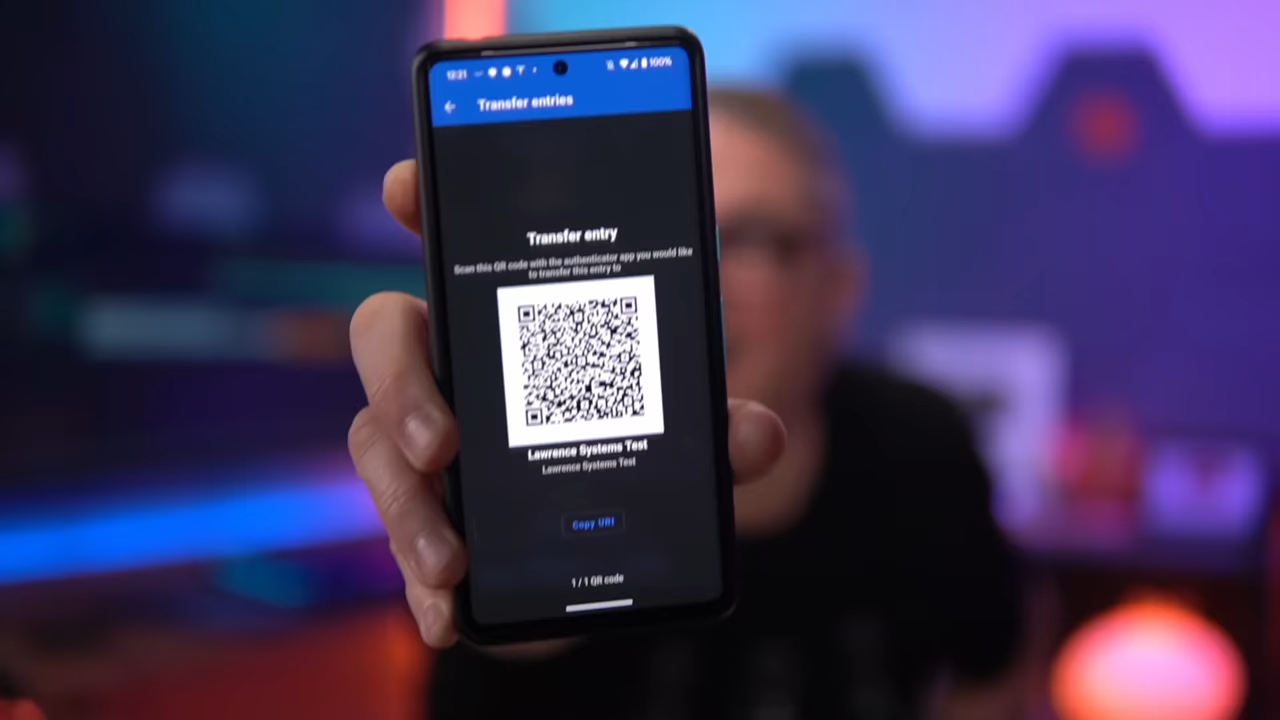 12:21
100%
Transfer entries
Transfer entry
Scan this QR code with the authenticator app you would like
to transfer this entry to
Lawrence Systems Test
Lawrence Systems Test
Copy URI
1 / 1 QR code